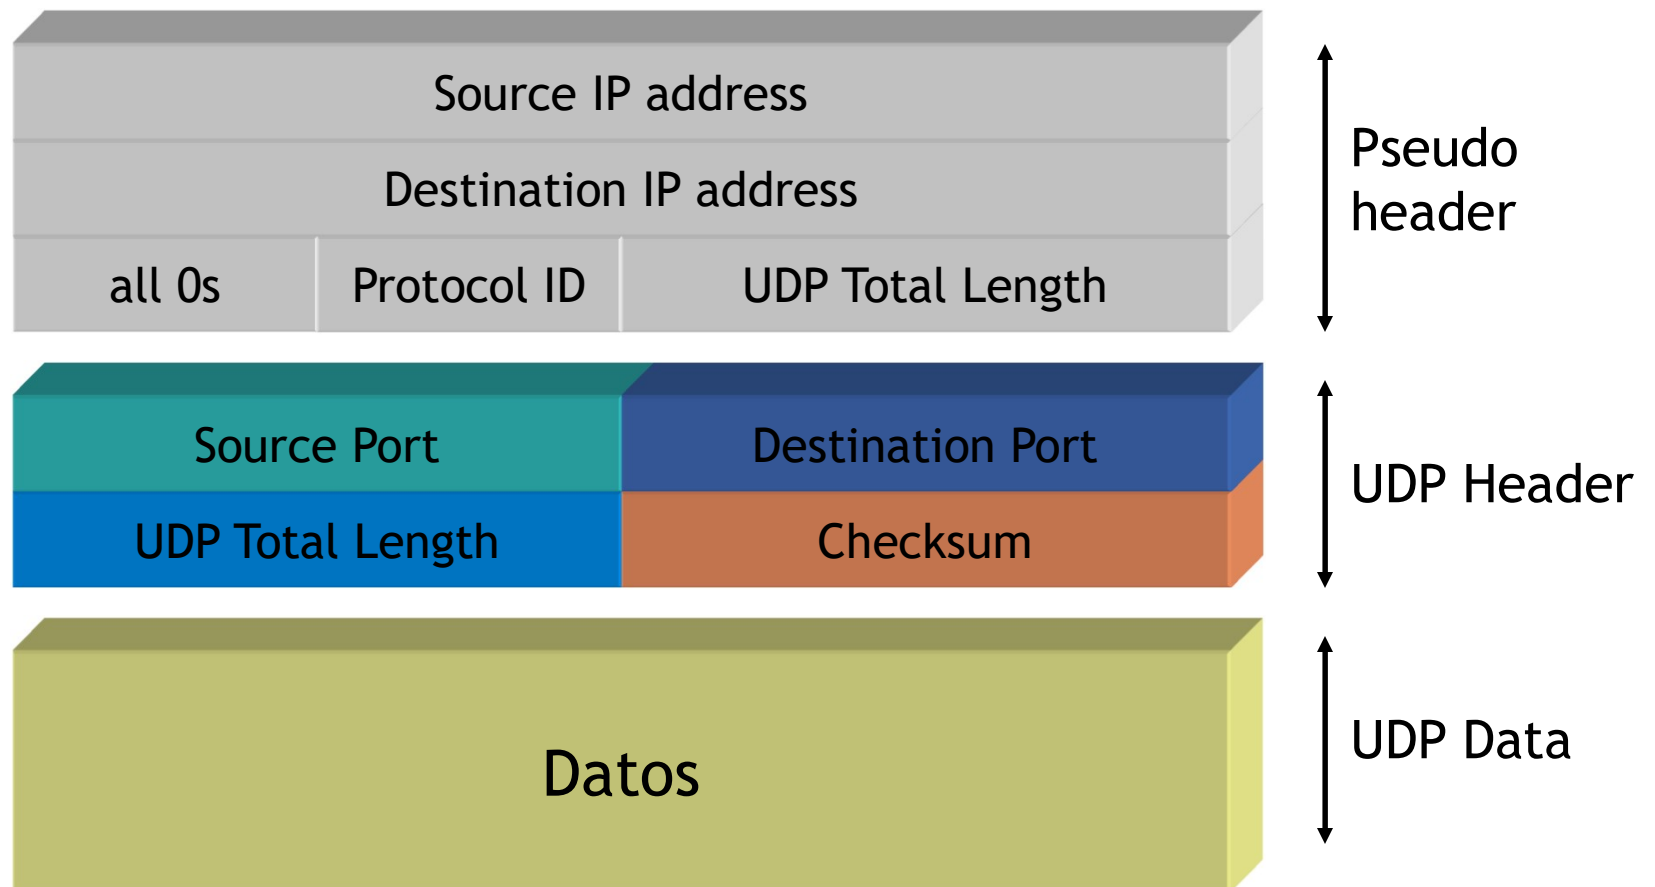 Source IP address
Destination IP address
all 0s
Protocol ID
UDP Total Length
Pseudo
header
Source Port
Destination Port
UDP Total Length
Checksum
UDP Header
Datos
UDP Data